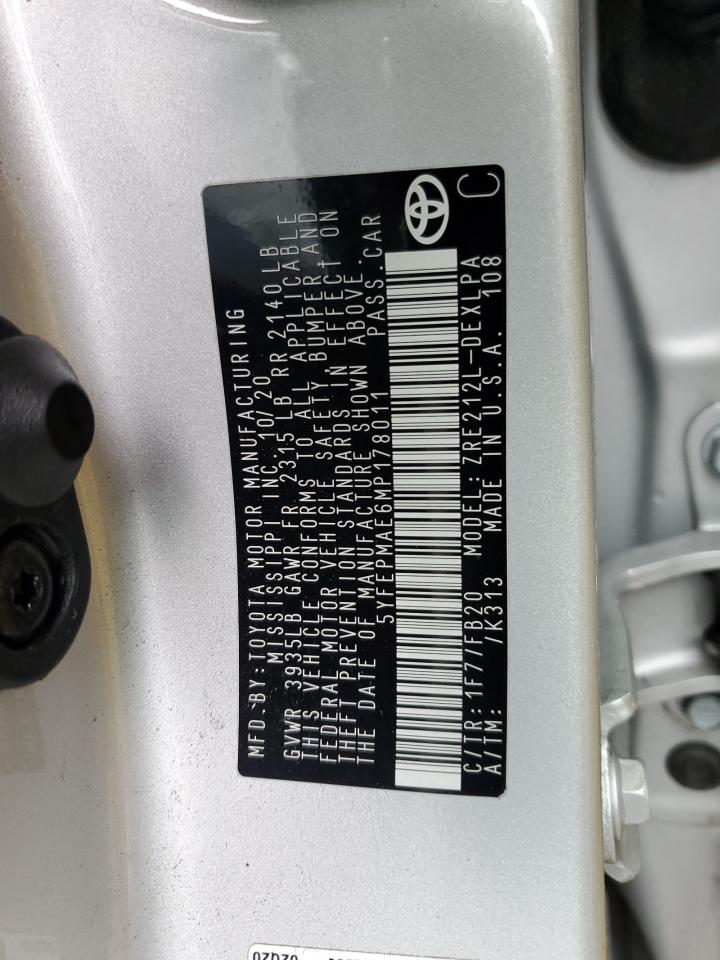 MFD BY:TOYOTA MOTOR MANUFACTURING
MISSISSIPPI INC. 10/20
GVWR 3935LB GAWR FR 2315 LB RR 2140LB
THIS VEHICLE CONFORMS TO ALL APPLICABLE
FEDERAL MOTOR VEHICLE SAFETY, BUMPER AND
THEFT PREVENTION STANDARDS IN EFFECT ON
THE DATE OF MANUFACTURE SHOWN ABOVE.
5YFEPMAE6MP178011 PASS.CAR
C/TR: 1F7/FB20 MODEL: ZRE212L-DEXLPA
A/TM: /K313 MADE IN U.S.A. 108
C